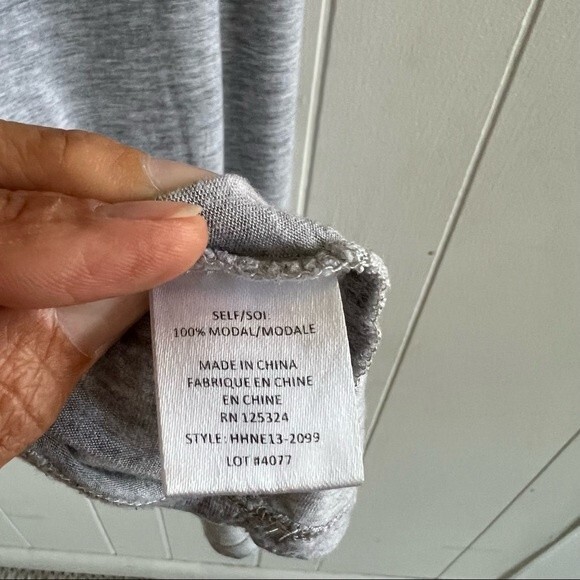 SELF/SOI
100% MODAL/MODALE
MADE IN CHINA
FABRIQUE EN CHINE
EN CHINE
RN 125324
STYLE: HHNE13-2099
LOT #4077